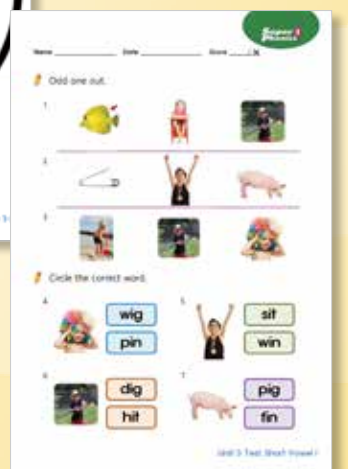 Super
Phonics
Name Date Score
Odd one out.
1.
2.
3.
Circle the correct word.
4. wig 5. sit
pin win
6. dig 7. pig
hit fin
Unit 3 Test Short Vowel i